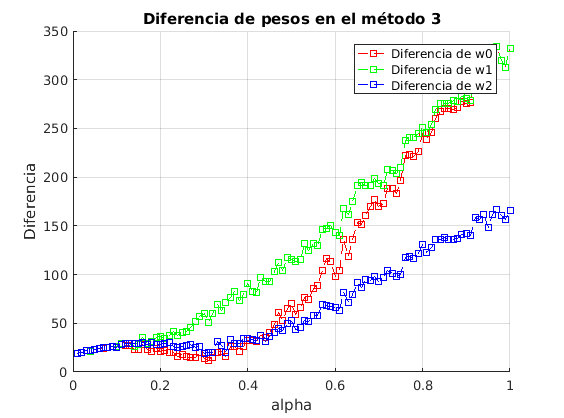 Diferencia de pesos en el método 3
350
300
250
200
150
100
50
0
Diferencia
Diferencia de w0
Diferencia de w1
Diferencia de w2
0
0.2
0.4
0.6
0.8
1
alpha